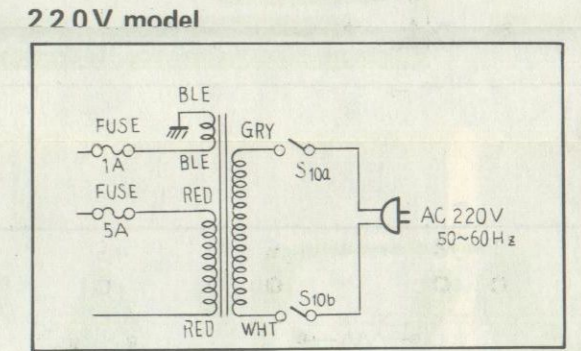 220V model
BLE
FUSE
GRY
1A
BLE
S10a
FUSE
RED
5A
AC 220V
50~60Hz
S10b
RED
WHT